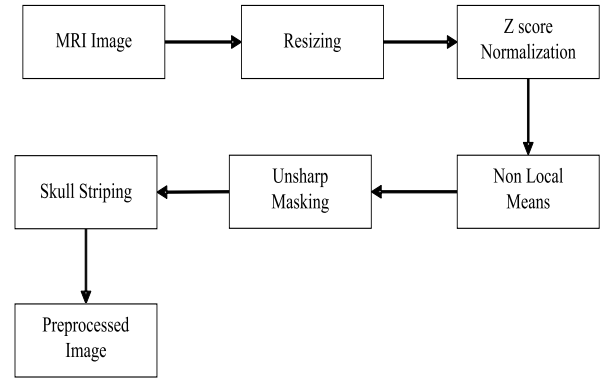 MRI Image
Resizing
Z score
Normalization
Non Local
Means
Unsharp
Masking
Skull Striping
Preprocessed
Image